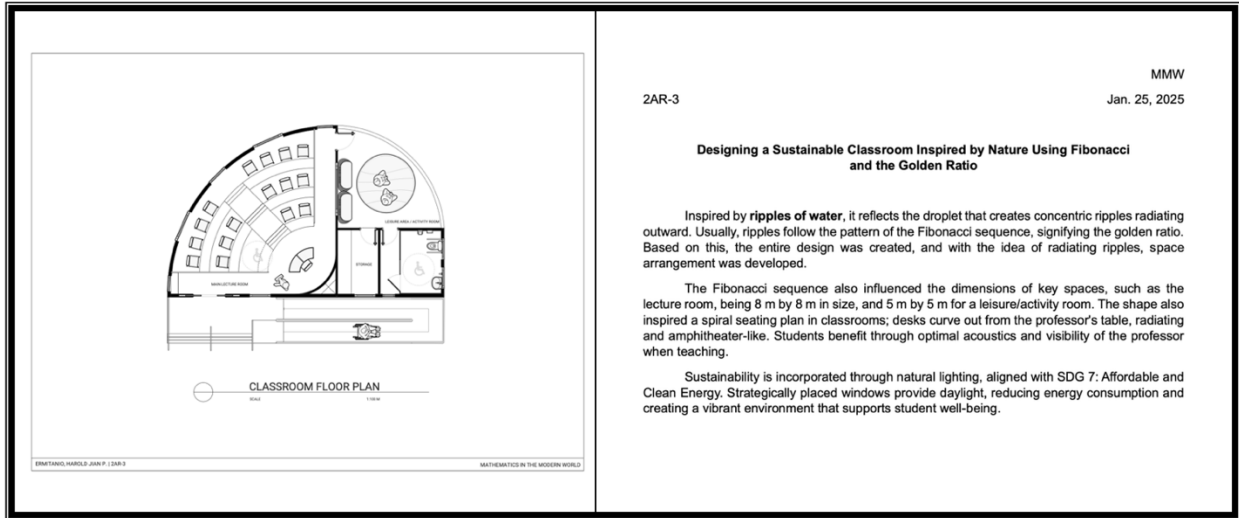 LEISURE AREA / ACTIVITY ROOM
STORAGE
MAIN LECTURE ROOM
CLASSROOM FLOOR PLAN
SCALE 1:100 M
ERMITANIO, HAROLD JIAN P. | 2AR-3 MATHEMATICS IN THE MODERN WORLD
MMW
2AR-3 Jan. 25, 2025
Designing a Sustainable Classroom Inspired by Nature Using Fibonacci
and the Golden Ratio
Inspired by ripples of water, it reflects the droplet that creates concentric ripples radiating
outward. Usually, ripples follow the pattern of the Fibonacci sequence, signifying the golden ratio.
Based on this, the entire design was created, and with the idea of radiating ripples, space
arrangement was developed.
The Fibonacci sequence also influenced the dimensions of key spaces, such as the
lecture room, being 8 m by 8 m in size, and 5 m by 5 m for a leisure/activity room. The shape also
inspired a spiral seating plan in classrooms; desks curve out from the professor's table, radiating
and amphitheater-like. Students benefit through optimal acoustics and visibility of the professor
when teaching.
Sustainability is incorporated through natural lighting, aligned with SDG 7: Affordable and
Clean Energy. Strategically placed windows provide daylight, reducing energy consumption and
creating a vibrant environment that supports student well-being.